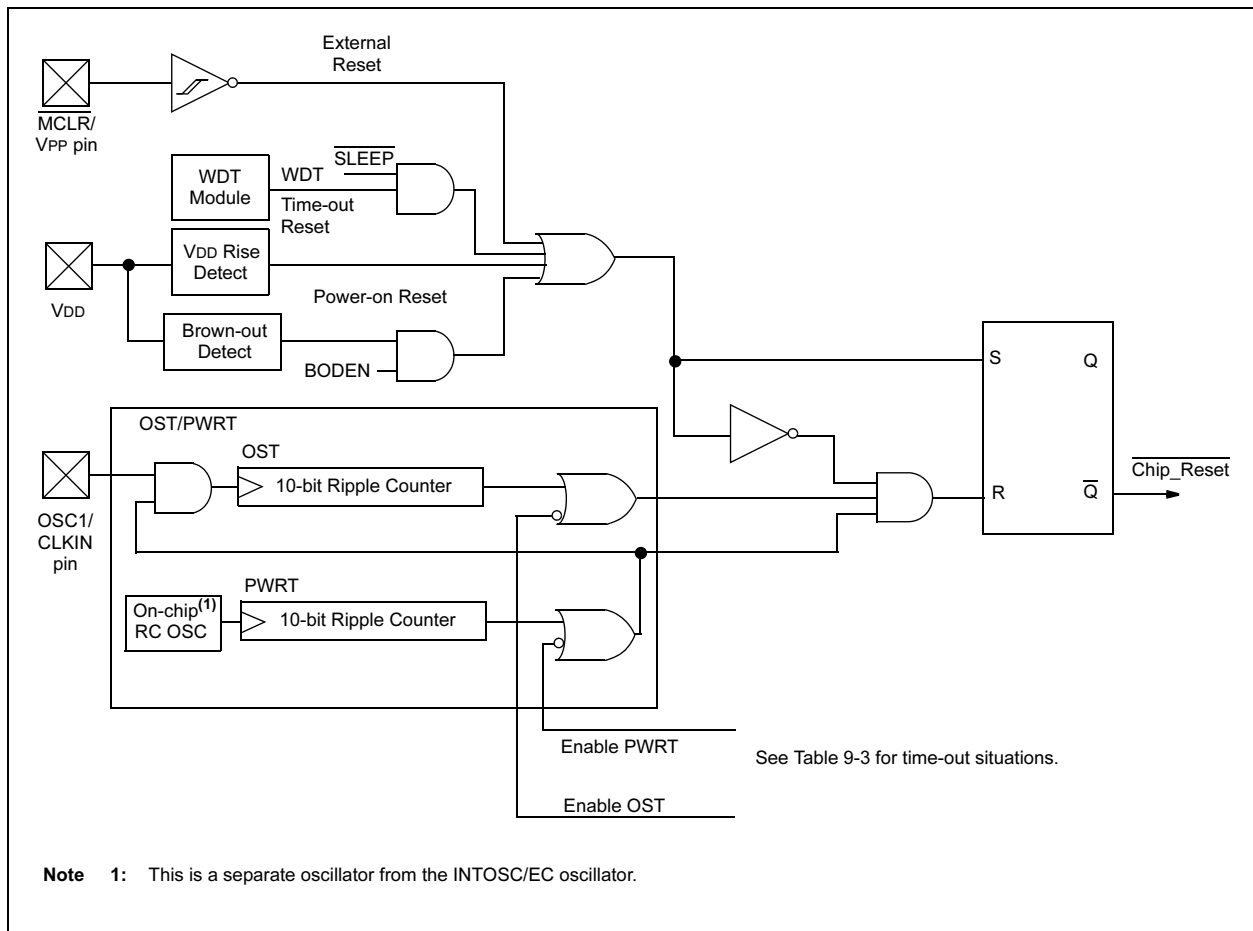 External
Reset
MCLR/
VPP pin
SLEEP
WDT
Module
WDT
Time-out
Reset
VDD Rise
Detect
VDD
Power-on Reset
Brown-out
Detect
BODEN
S
Q
OST/PWRT
OST
10-bit Ripple Counter
Chip_Reset
R
Q
OSC1/
CLKIN
pin
PWRT
On-chip(1)
RC OSC
10-bit Ripple Counter
Enable PWRT
See Table 9-3 for time-out situations.
Enable OST
Note 1: This is a separate oscillator from the INTOSC/EC oscillator.